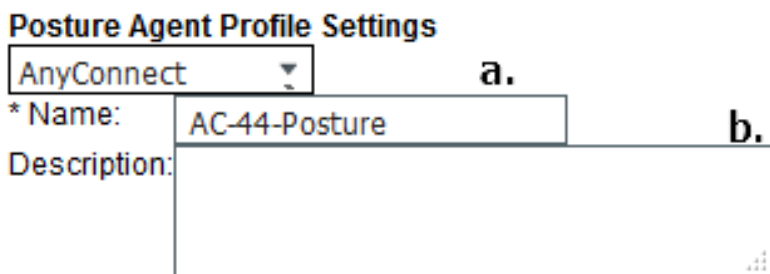 Posture Agent Profile Settings
AnyConnect a.
* Name: AC-44-Posture b.
Description: